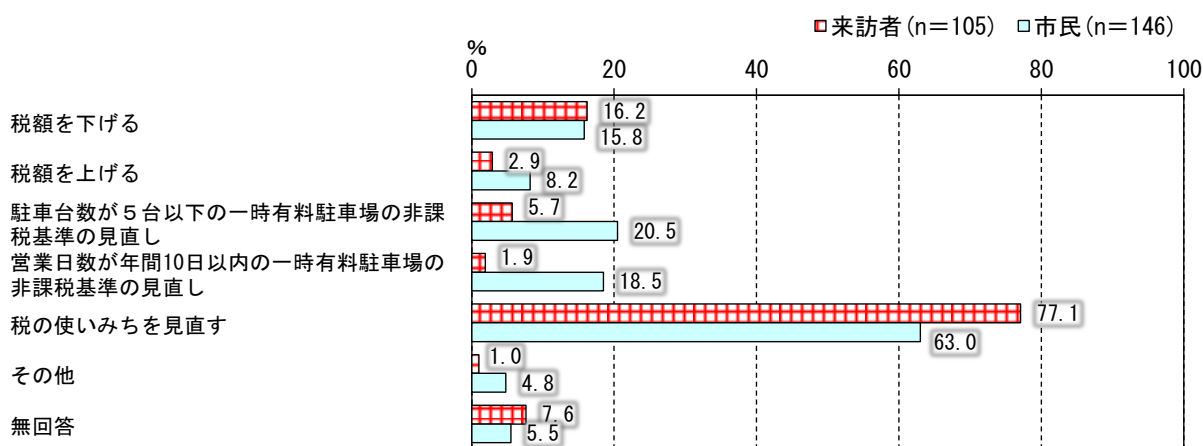 来訪者(n＝105) 市民(n＝146)
%
0 20 40 60 80 100
税額を下げる
16.2
15.8
税額を上げる
2.9
8.2
駐車台数が５台以下の一時有料駐車場の非課
税基準の見直し
5.7
20.5
営業日数が年間10日以内の一時有料駐車場の
非課税基準の見直し
1.9
18.5
税の使いみちを見直す
77.1
63.0
その他
1.0
4.8
無回答
7.6
5.5